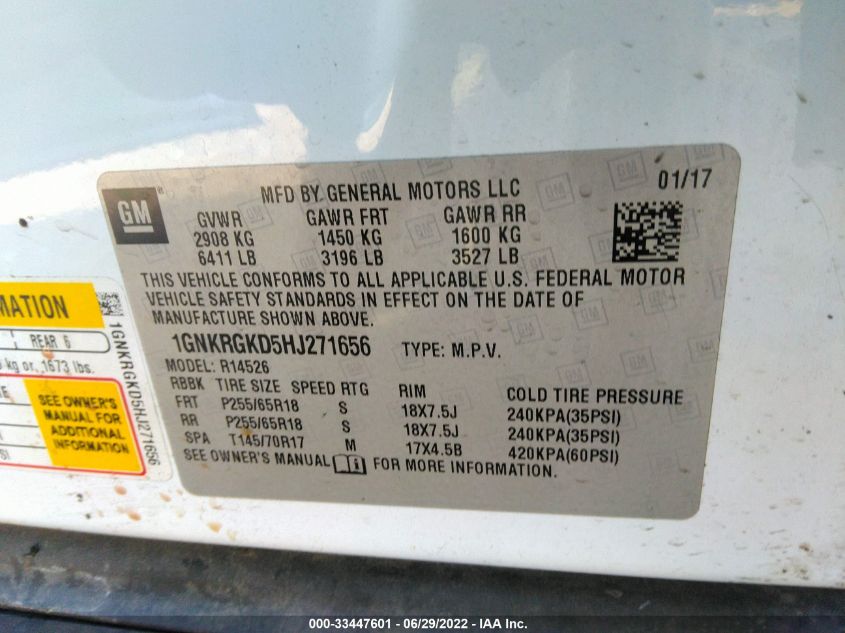 GM ®
MFD BY GENERAL MOTORS LLC 01/17
GVWR GAWR FRT GAWR RR
2908 KG 1450 KG 1600 KG
6411 LB 3196 LB 3527 LB
THIS VEHICLE CONFORMS TO ALL APPLICABLE U.S. FEDERAL MOTOR
VEHICLE SAFETY STANDARDS IN EFFECT ON THE DATE OF
MANUFACTURE SHOWN ABOVE.
1GNKRGKD5HJ271656 TYPE: M.P.V.
MODEL: R14526
RBBK TIRE SIZE SPEED RTG RIM COLD TIRE PRESSURE
FRT P255/65R18 S 18X7.5J 240KPA(35PSI)
RR P255/65R18 S 18X7.5J 240KPA(35PSI)
SPA T145/70R17 M 17X4.5B 420KPA(60PSI)
SEE OWNER'S MANUAL FOR MORE INFORMATION.
REAR 6
kg or, 1673 lbs.
SEE OWNER'S
MANUAL FOR
ADDITIONAL
INFORMATION
1GNKRGKD5HJ271656
000-33447601 - 06/29/2022 - IAA Inc.